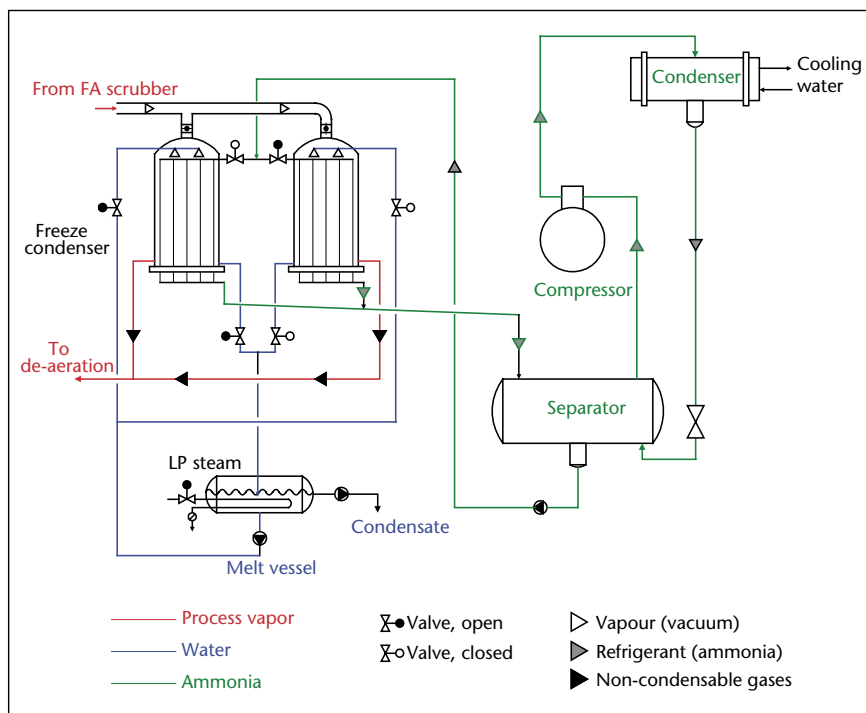 From FA scrubber
Condenser
Cooling
water
Freeze
condenser
Compressor
To
de-aeration
Separator
LP steam
Condensate
Melt vessel
Process vapor
Water
Ammonia
Valve, open
Valve, closed
Vapour (vacuum)
Refrigerant (ammonia)
Non-condensable gases